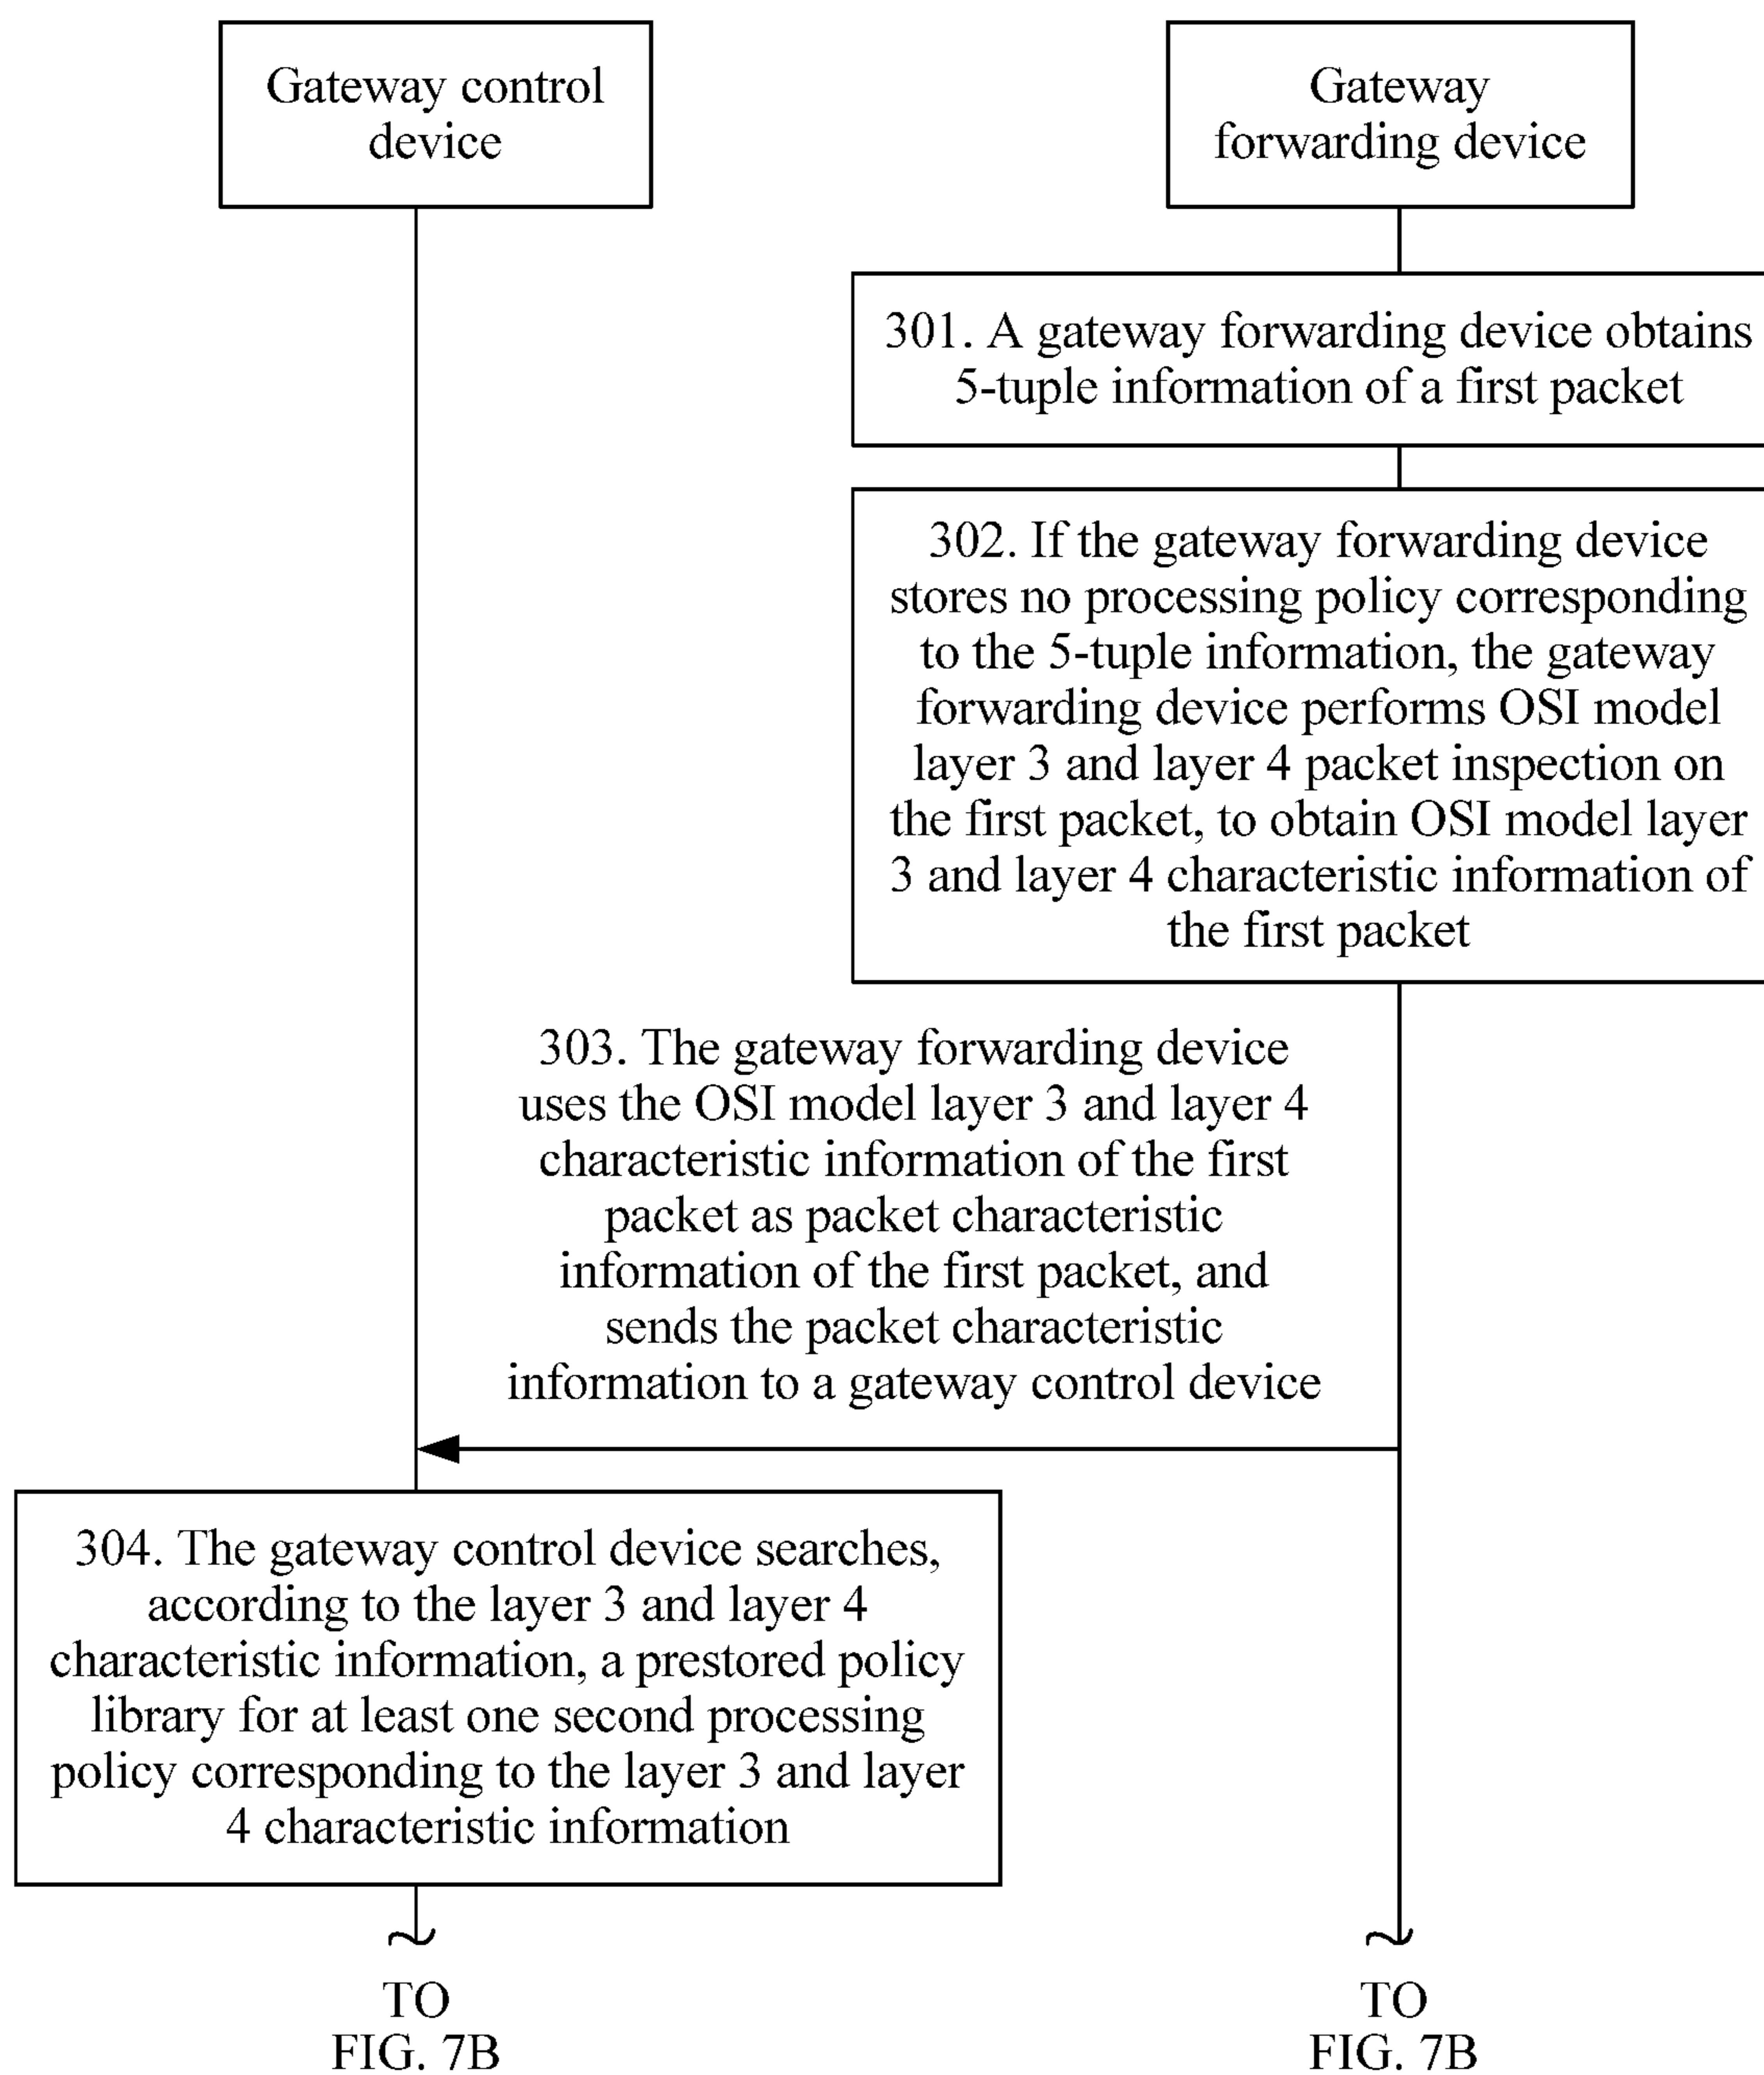 Gateway control
device
Gateway
forwarding device
301. A gateway forwarding device obtains
5-tuple information of a first packet
302. If the gateway forwarding device
stores no processing policy corresponding
to the 5-tuple information, the gateway
forwarding device performs OSI model
layer 3 and layer 4 packet inspection on
the first packet, to obtain OSI model layer
3 and layer 4 characteristic information of
the first packet
303. The gateway forwarding device
uses the OSI model layer 3 and layer 4
characteristic information of the first
packet as packet characteristic
information of the first packet, and
sends the packet characteristic
information to a gateway control device
304. The gateway control device searches,
according to the layer 3 and layer 4
characteristic information, a prestored policy
library for at least one second processing
policy corresponding to the layer 3 and layer
4 characteristic information
TO
FIG. 7B
TO
FIG. 7B